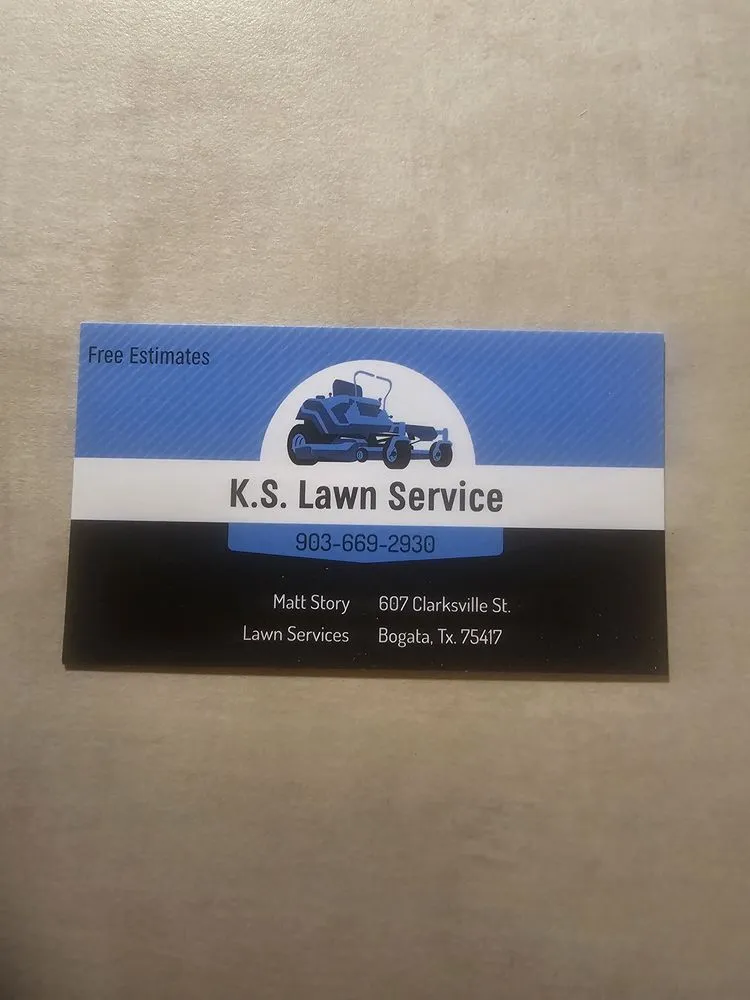 Free Estimates
K.S. Lawn Service
903-669-2930
Matt Story
Lawn Services
607 Clarksville St.
Bogata, Tx. 75417